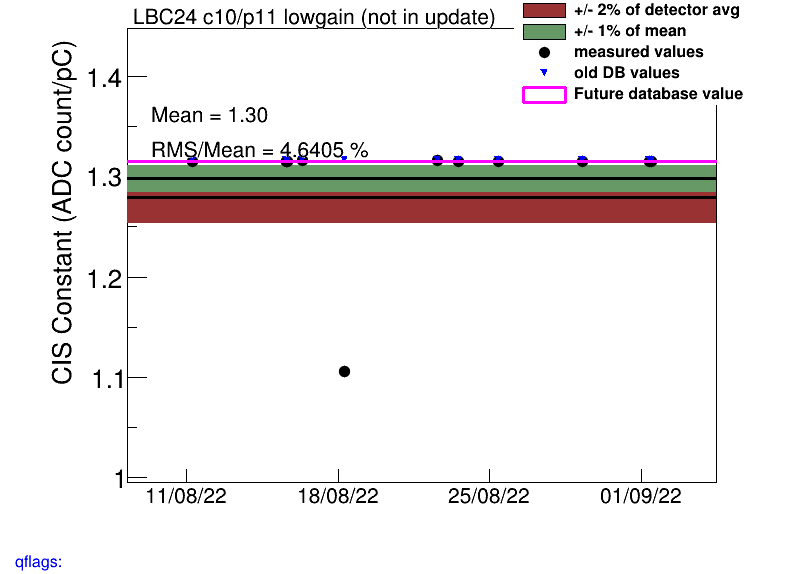 LBC24 c10/p11 lowgain (not in update)
+/- 2% of detector avg
+/- 1% of mean
measured values
old DB values
Future database value
CIS Constant (ADC count/pC)
1.4
Mean = 1.30
RMS/Mean = 4.6405 %
1.3
1.2
1.1
1
11/08/22 18/08/22 25/08/22 01/09/22
qflags: